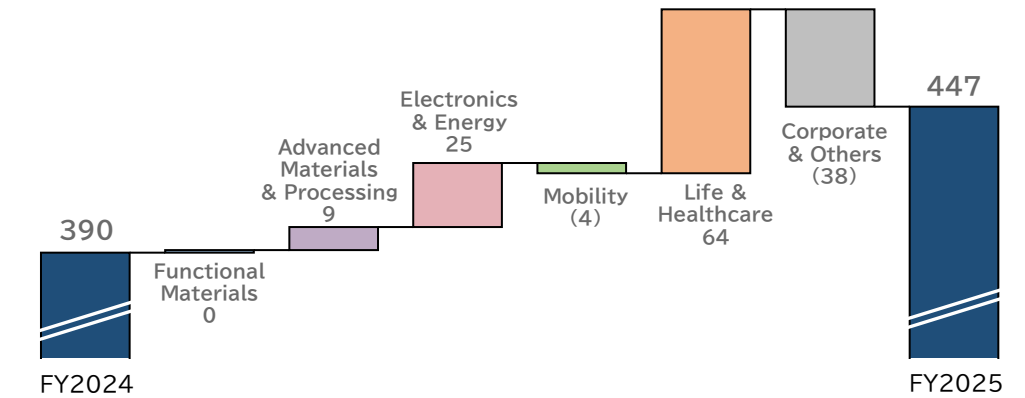 390
FY2024
Functional
Materials
0
Advanced
Materials
& Processing
9
Electronics
& Energy
25
Mobility
(4)
Life &
Healthcare
64
Corporate
& Others
(38)
447
FY2025